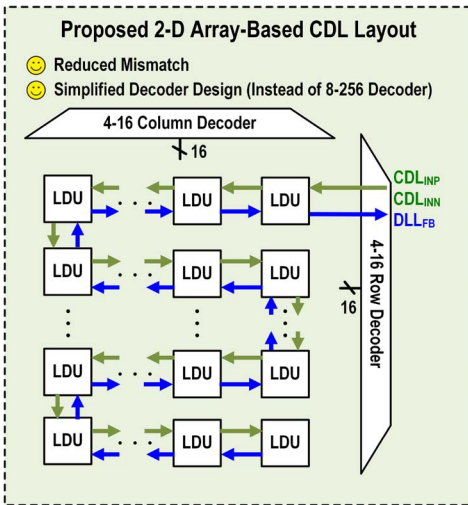 Proposed 2-D Array-Based CDL Layout
Reduced Mismatch
Simplified Decoder Design (Instead of 8-256 Decoder)
4-16 Column Decoder
16
CDLINP
CDLINN
DLLFB
LDU . . . LDU LDU
LDU . . . LDU LDU
16
4-16 Row Decoder
LDU . . . LDU LDU
LDU . . . LDU LDU